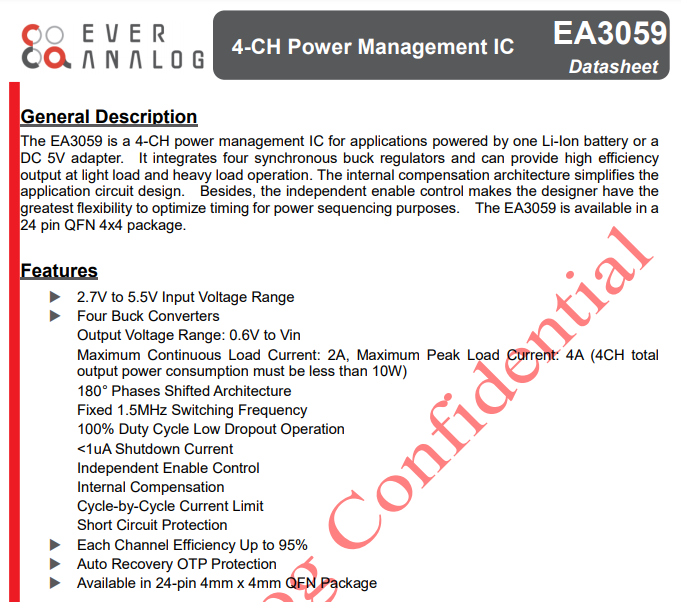 EVER
ANALOG
4-CH Power Management IC
EA3059
Datasheet
General Description
The EA3059 is a 4-CH power management IC for applications powered by one Li-Ion battery or a
DC 5V adapter. It integrates four synchronous buck regulators and can provide high efficiency
output at light load and heavy load operation. The internal compensation architecture simplifies the
application circuit design. Besides, the independent enable control makes the designer have the
greatest flexibility to optimize timing for power sequencing purposes. The EA3059 is available in a
24 pin QFN 4x4 package.
Features
► 2.7V to 5.5V Input Voltage Range
► Four Buck Converters
Output Voltage Range: 0.6V to Vin
Maximum Continuous Load Current: 2A, Maximum Peak Load Current: 4A (4CH total
output power consumption must be less than 10W)
180° Phases Shifted Architecture
Fixed 1.5MHz Switching Frequency
100% Duty Cycle Low Dropout Operation
<1uA Shutdown Current
Independent Enable Control
Internal Compensation
Cycle-by-Cycle Current Limit
Short Circuit Protection
► Each Channel Efficiency Up to 95%
► Auto Recovery OTP Protection
► Available in 24-pin 4mm x 4mm QFN Package
Confidential